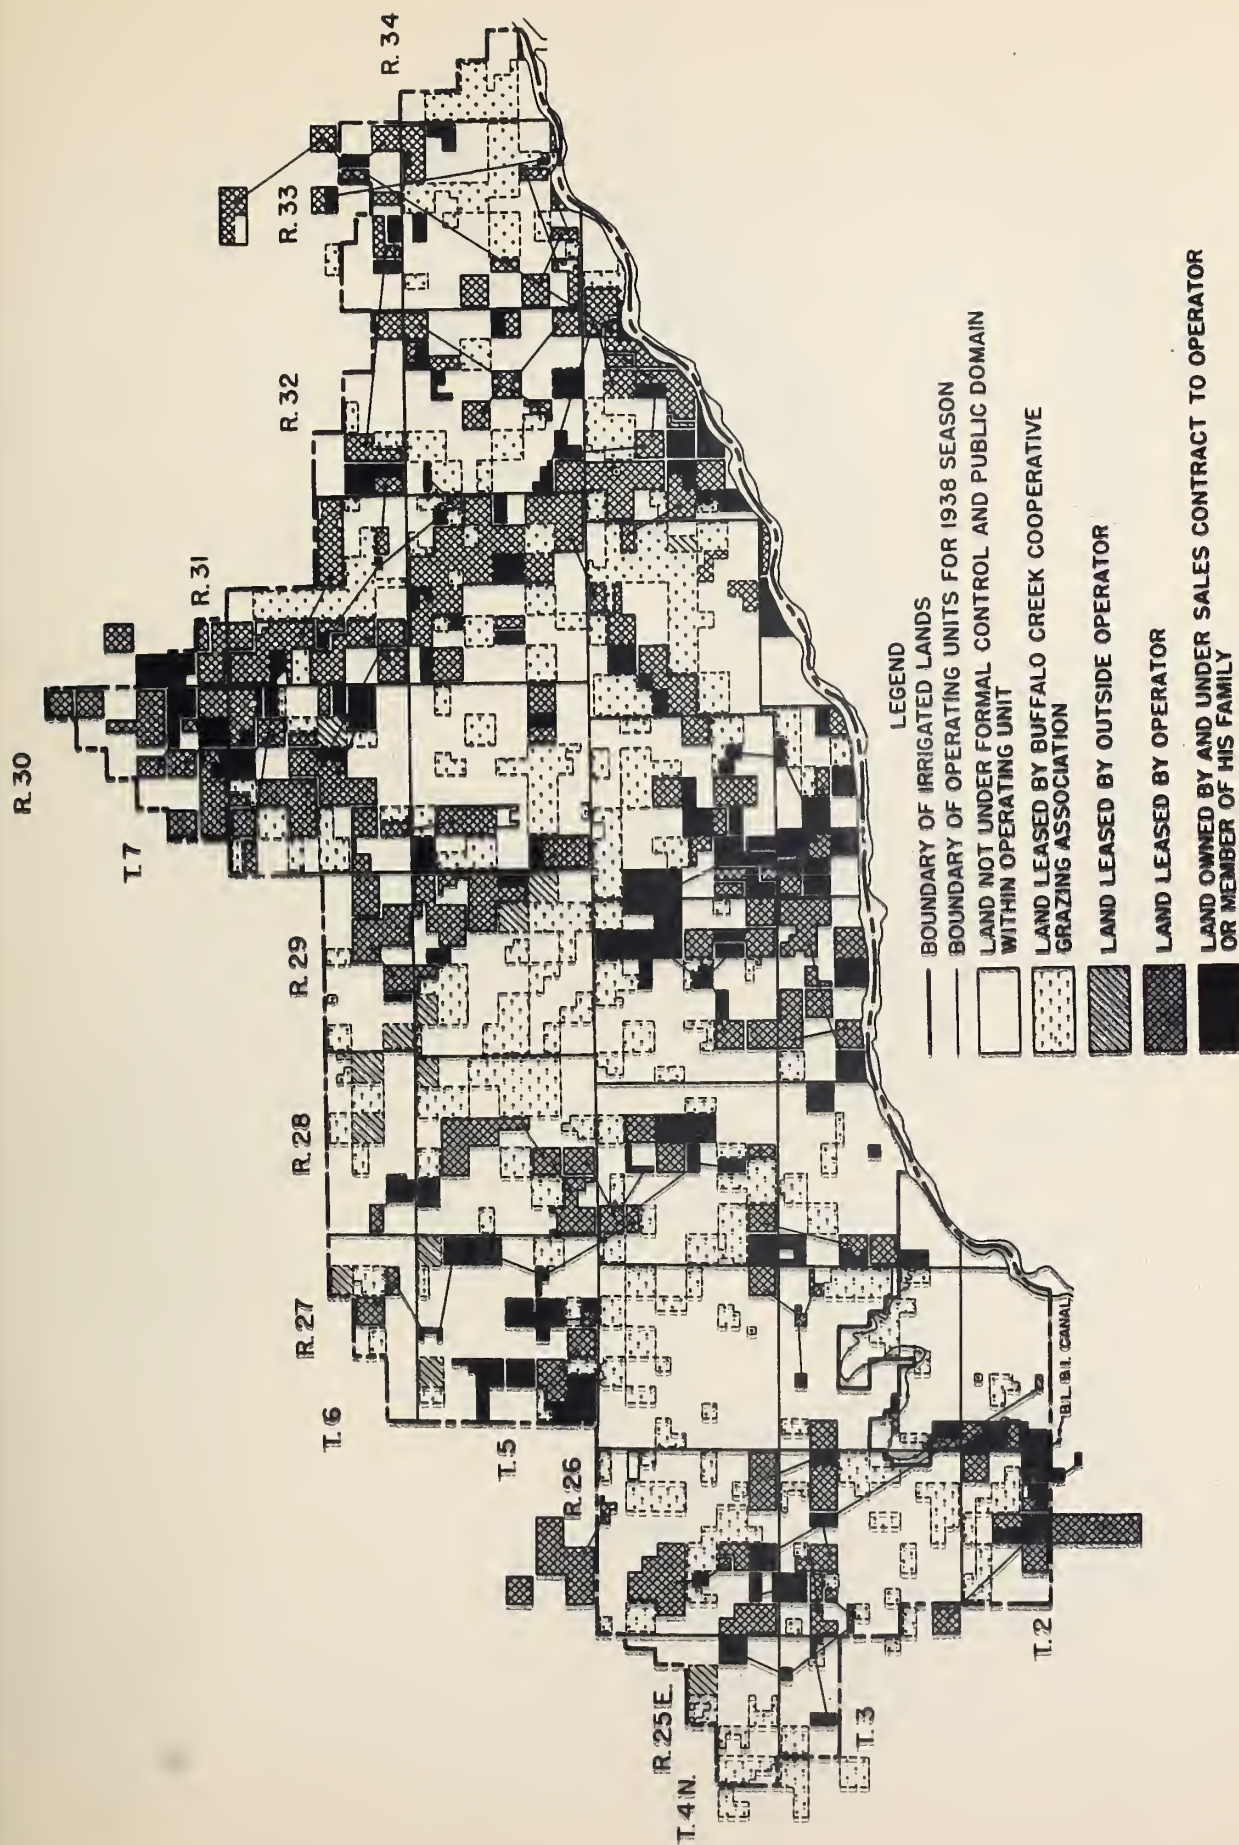 R. 34
R. 33
R. 32
R. 31
R. 30
T. 7
R. 29
R. 28
R. 27
T. 6
T. 5
R. 26
R. 25 E.
T. 4 N.
T. 3
T. 2
(B.L.&I. CANAL)
LEGEND
BOUNDARY OF IRRIGATED LANDS
BOUNDARY OF OPERATING UNITS FOR 1938 SEASON
LAND NOT UNDER FORMAL CONTROL AND PUBLIC DOMAIN
WITHIN OPERATING UNIT
LAND LEASED BY BUFFALO CREEK COOPERATIVE
GRAZING ASSOCIATION
LAND LEASED BY OUTSIDE OPERATOR
LAND LEASED BY OPERATOR
LAND OWNED BY AND UNDER SALES CONTRACT TO OPERATOR
OR MEMBER OF HIS FAMILY